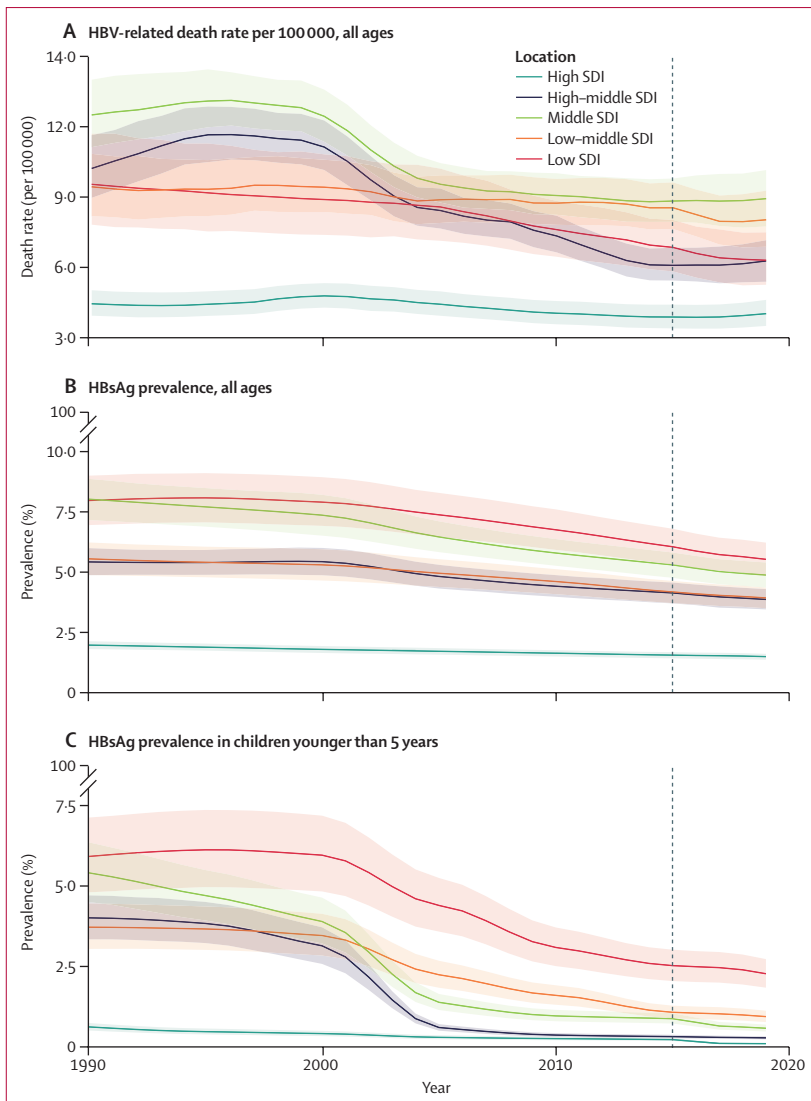 A HBV-related death rate per 100 000, all ages
Location
High SDI
High–middle SDI
Middle SDI
Low–middle SDI
Low SDI
Death rate (per 100 000)
14·0
12·0
9·0
6·0
3·0
B HBsAg prevalence, all ages
Prevalence (%)
100
10·0
7·5
5·0
2·5
0
C HBsAg prevalence in children younger than 5 years
Prevalence (%)
100
7·5
5·0
2·5
0
1990
2000
2010
2020
Year